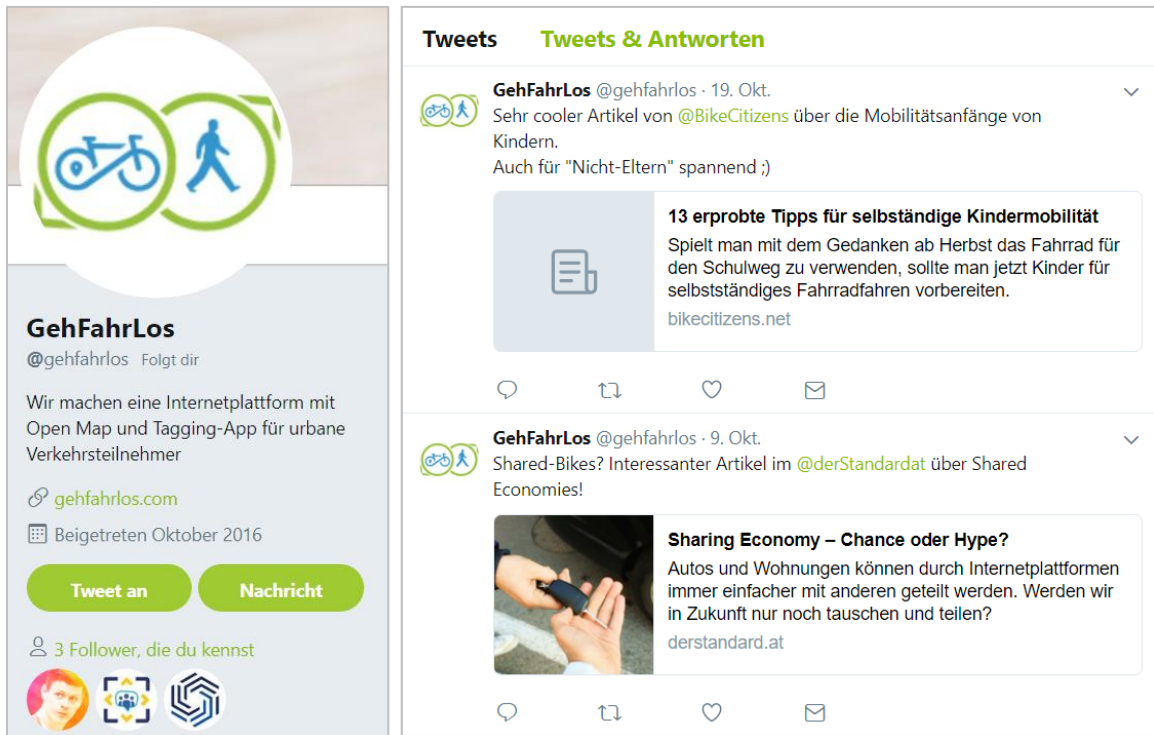 GehFahrLos
@gehfahrlos Folgt dir
Wir machen eine Internetplattform mit
Open Map und Tagging-App für urbane
Verkehrsteilnehmer
gehfahrlos.com
Beigetreten Oktober 2016
Tweet an
Nachricht
3 Follower, die du kennst
Tweets
Tweets & Antworten
GehFahrLos @gehfahrlos · 19. Okt.
Sehr cooler Artikel von @BikeCitizens über die Mobilitätsanfänge von
Kindern.
Auch für "Nicht-Eltern" spannend ;)
13 erprobte Tipps für selbständige Kindermobilität
Spielt man mit dem Gedanken ab Herbst das Fahrrad für
den Schulweg zu verwenden, sollte man jetzt Kinder für
selbstständiges Fahrradfahren vorbereiten.
bikecitizens.net
GehFahrLos @gehfahrlos · 9. Okt.
Shared-Bikes? Interessanter Artikel im @derStandardat über Shared
Economies!
Sharing Economy – Chance oder Hype?
Autos und Wohnungen können durch Internetplattformen
immer einfacher mit anderen geteilt werden. Werden wir
in Zukunft nur noch tauschen und teilen?
derstandard.at